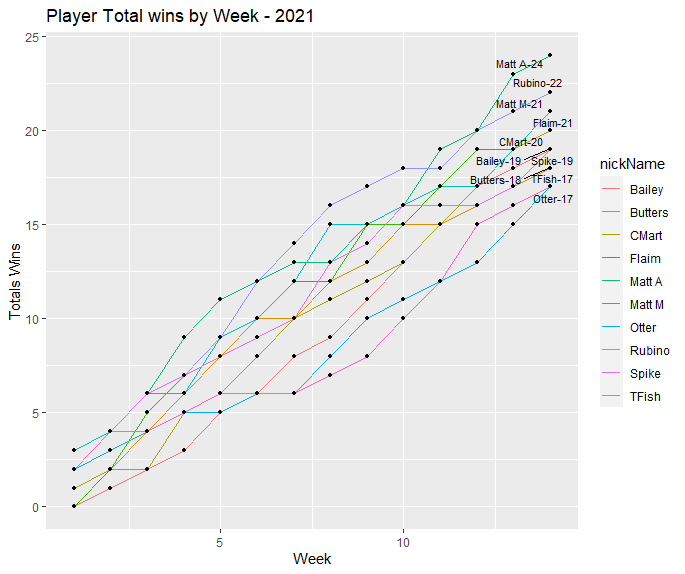 Player Total wins by Week - 2021
25
20
15
10
5
0
Totals Wins
5
10
Week
Matt A-24
Rubino-22
Matt M-21
Flaim-21
CMart-20
Bailey-19
Spike-19
Butters-18
TFish-17
Otter-17
nickName
Bailey
Butters
CMart
Flaim
Matt A
Matt M
Otter
Rubino
Spike
TFish